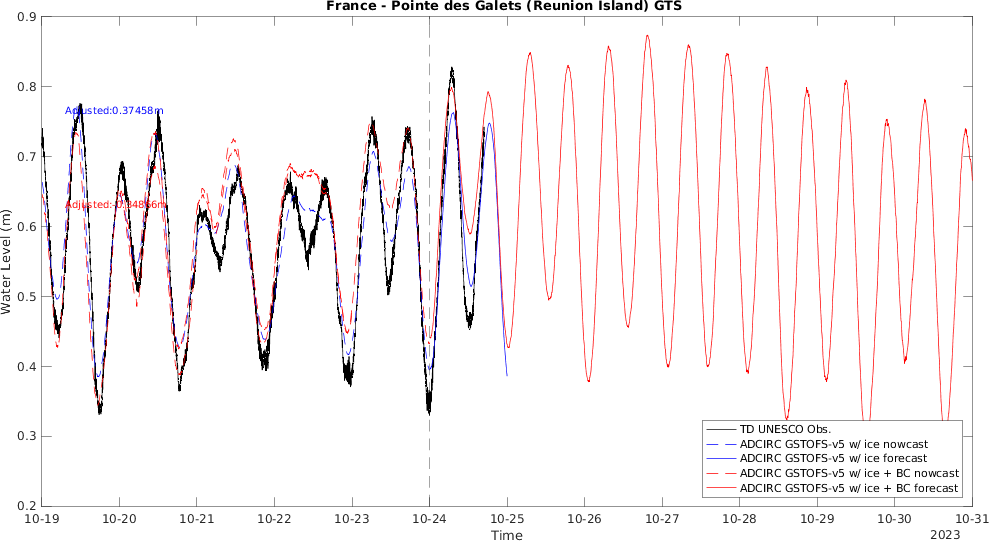 France - Pointe des Galets (Reunion Island) GTS
0.9
0.8
0.7
0.6
0.5
0.4
0.3
0.2
Water Level (m)
Adjusted:0.37458m
TD UNESCO Obs.
ADCIRC GSTOFS-v5 w/ ice nowcast
ADCIRC GSTOFS-v5 w/ ice forecast
ADCIRC GSTOFS-v5 w/ ice + BC nowcast
ADCIRC GSTOFS-v5 w/ ice + BC forecast
10-19 10-20 10-21 10-22 10-23 10-24 10-25 10-26 10-27 10-28 10-29 10-30 10-31
Time
2023